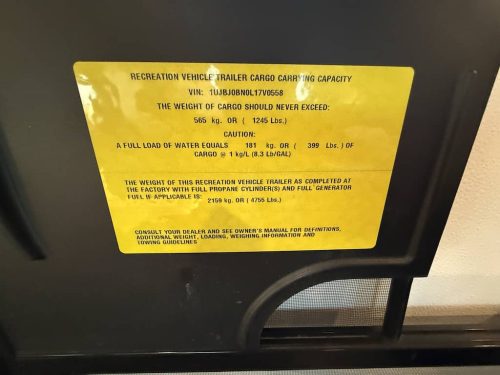 RECREATION VEHICLE TRAILER CARGO CARRYING CAPACITY
VIN: 1UJBJ0BN0L17V0558
THE WEIGHT OF CARGO SHOULD NEVER EXCEED:
565 kg. OR ( 1245 Lbs.)
CAUTION:
A FULL LOAD OF WATER EQUALS 181 kg. OR ( 399 Lbs. ) OF
CARGO @ 1 kg/L (8.3 Lb/GAL)
THE WEIGHT OF THIS RECREATION VEHICLE TRAILER AS COMPLETED AT
THE FACTORY WITH FULL PROPANE CYLINDER(S) AND FULL GENERATOR
FUEL IF APPLICABLE IS: 2159 kg. OR ( 4755 Lbs.)
CONSULT YOUR DEALER AND SEE OWNER'S MANUAL FOR DEFINITIONS,
ADDITIONAL WEIGHT, LOADING, WEIGHING INFORMATION AND
TOWING GUIDELINES